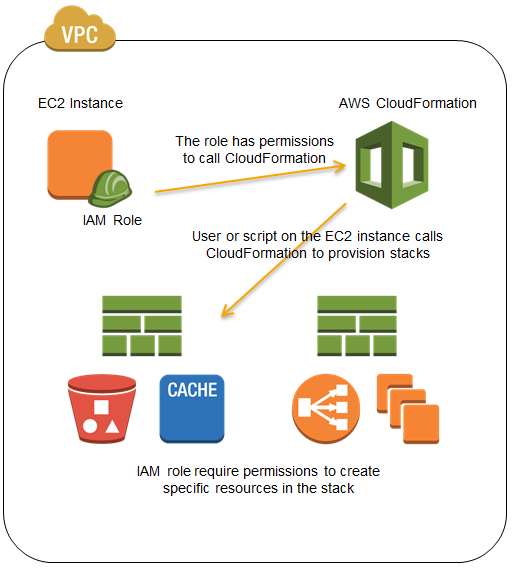 VPC
EC2 Instance
AWS CloudFormation
The role has permissions
to call CloudFormation
IAM Role
User or script on the EC2 instance calls
CloudFormation to provision stacks
CACHE
IAM role require permissions to create
specific resources in the stack